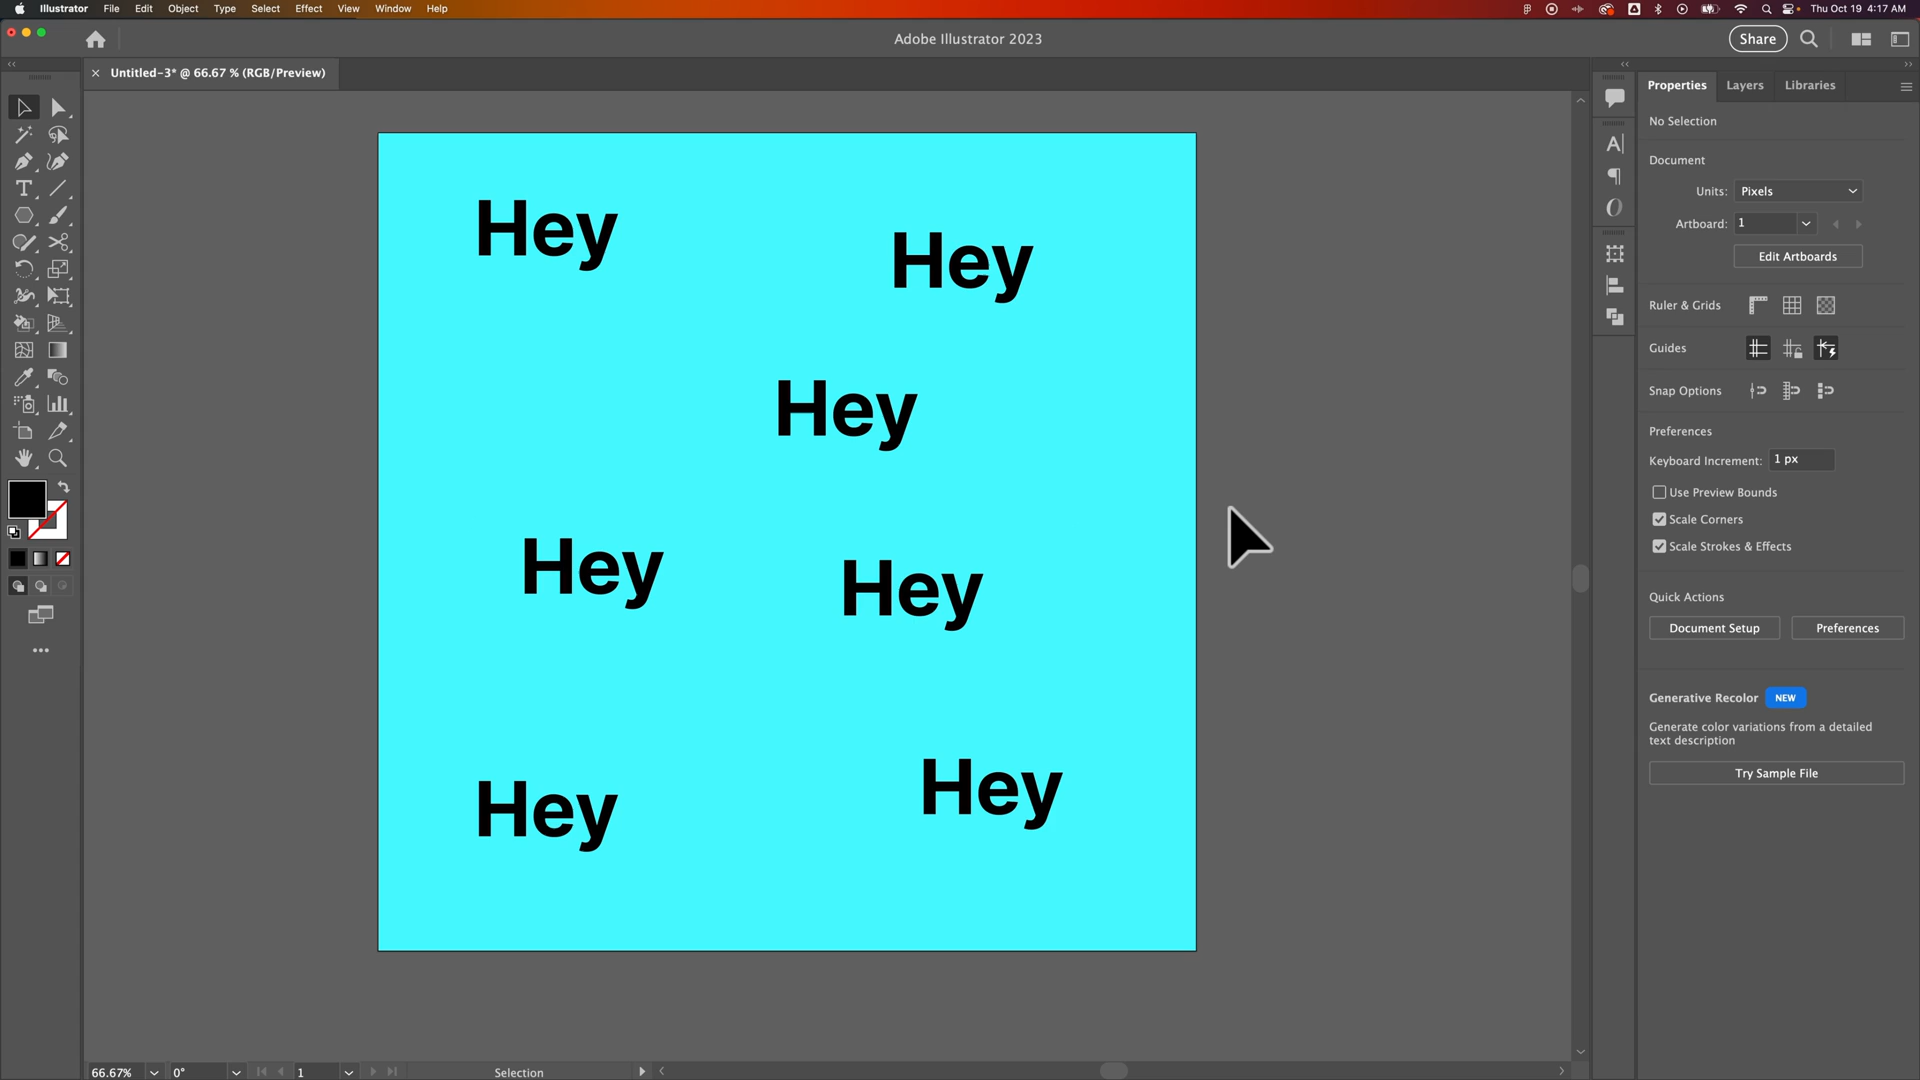 Illustrator File Edit Object Type Select Effect View Window Help
Thu Oct 19 4:17 AM
Adobe Illustrator 2023
Share
Untitled-3* @ 66.67 % (RGB/Preview)
Properties Layers Libraries
No Selection
Document
Units: Pixels
Artboard: 1
Edit Artboards
Ruler & Grids
Guides
Snap Options
Preferences
Keyboard Increment: 1 px
Use Preview Bounds
Scale Corners
Scale Strokes & Effects
Quick Actions
Document Setup Preferences
Generative Recolor NEW
Generate color variations from a detailed
text description
Try Sample File
Hey
Hey
Hey
Hey
Hey
Hey
Hey
66.67% 0° 1 Selection